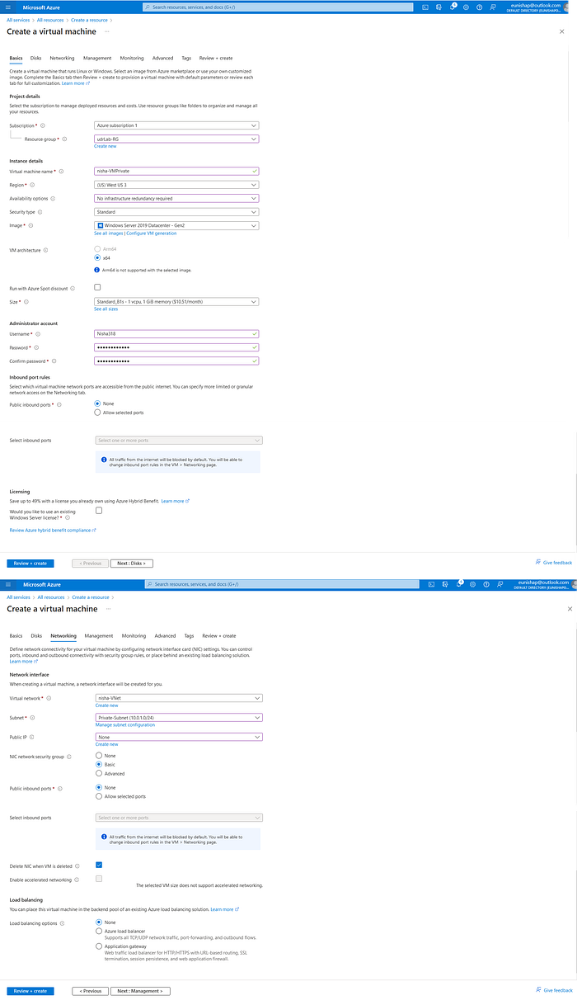 Microsoft Azure
Search resources, services, and docs (G+/)
eunishap@outlook.com
DEFAULT DIRECTORY (EUNISHAP0...
All services > All resources > Create a resource >
Create a virtual machine ...
Basics Disks Networking Management Monitoring Advanced Tags Review + create
Create a virtual machine that runs Linux or Windows. Select an image from Azure marketplace or use your own customized
image. Complete the Basics tab then Review + create to provision a virtual machine with default parameters or review each
tab for full customization. Learn more
Project details
Select the subscription to manage deployed resources and costs. Use resource groups like folders to organize and manage all
your resources.
Subscription * Azure subscription 1
Resource group * udrLab-RG
Create new
Instance details
Virtual machine name * nisha-VMPrivate
Region * (US) West US 3
Availability options No infrastructure redundancy required
Security type Standard
Image * Windows Server 2019 Datacenter - Gen2
See all images | Configure VM generation
VM architecture Arm64
x64
Arm64 is not supported with the selected image.
Run with Azure Spot discount
Size * Standard_B1s - 1 vcpu, 1 GiB memory ($10.51/month)
See all sizes
Administrator account
Username * Nisha318
Password * ••••••••••••
Confirm password * ••••••••••••
Inbound port rules
Select which virtual machine network ports are accessible from the public internet. You can specify more limited or granular
network access on the Networking tab.
Public inbound ports * None
Allow selected ports
Select inbound ports Select one or more ports
All traffic from the internet will be blocked by default. You will be able to
change inbound port rules in the VM > Networking page.
Licensing
Save up to 49% with a license you already own using Azure Hybrid Benefit. Learn more
Would you like to use an existing
Windows Server license? *
Review Azure hybrid benefit compliance
Review + create < Previous Next : Disks > Give feedback
Microsoft Azure
Search resources, services, and docs (G+/)
eunishap@outlook.com
DEFAULT DIRECTORY (EUNISHAPO...
All services > All resources > Create a resource >
Create a virtual machine ...
Basics Disks Networking Management Monitoring Advanced Tags Review + create
Define network connectivity for your virtual machine by configuring network interface card (NIC) settings. You can control
ports, inbound and outbound connectivity with security group rules, or place behind an existing load balancing solution.
Learn more
Network interface
When creating a virtual machine, a network interface will be created for you.
Virtual network * nisha-VNet
Create new
Subnet * Private-Subnet (10.0.1.0/24)
Manage subnet configuration
Public IP None
Create new
NIC network security group None
Basic
Advanced
Public inbound ports * None
Allow selected ports
Select inbound ports Select one or more ports
All traffic from the internet will be blocked by default. You will be able to
change inbound port rules in the VM > Networking page.
Delete NIC when VM is deleted
Enable accelerated networking
The selected VM size does not support accelerated networking.
Load balancing
You can place this virtual machine in the backend pool of an existing Azure load balancing solution. Learn more
Load balancing options None
Azure load balancer
Supports all TCP/UDP network traffic, port-forwarding, and outbound flows.
Application gateway
Web traffic load balancer for HTTP/HTTPS with URL-based routing, SSL
termination, session persistence, and web application firewall.
Review + create < Previous Next : Management > Give feedback